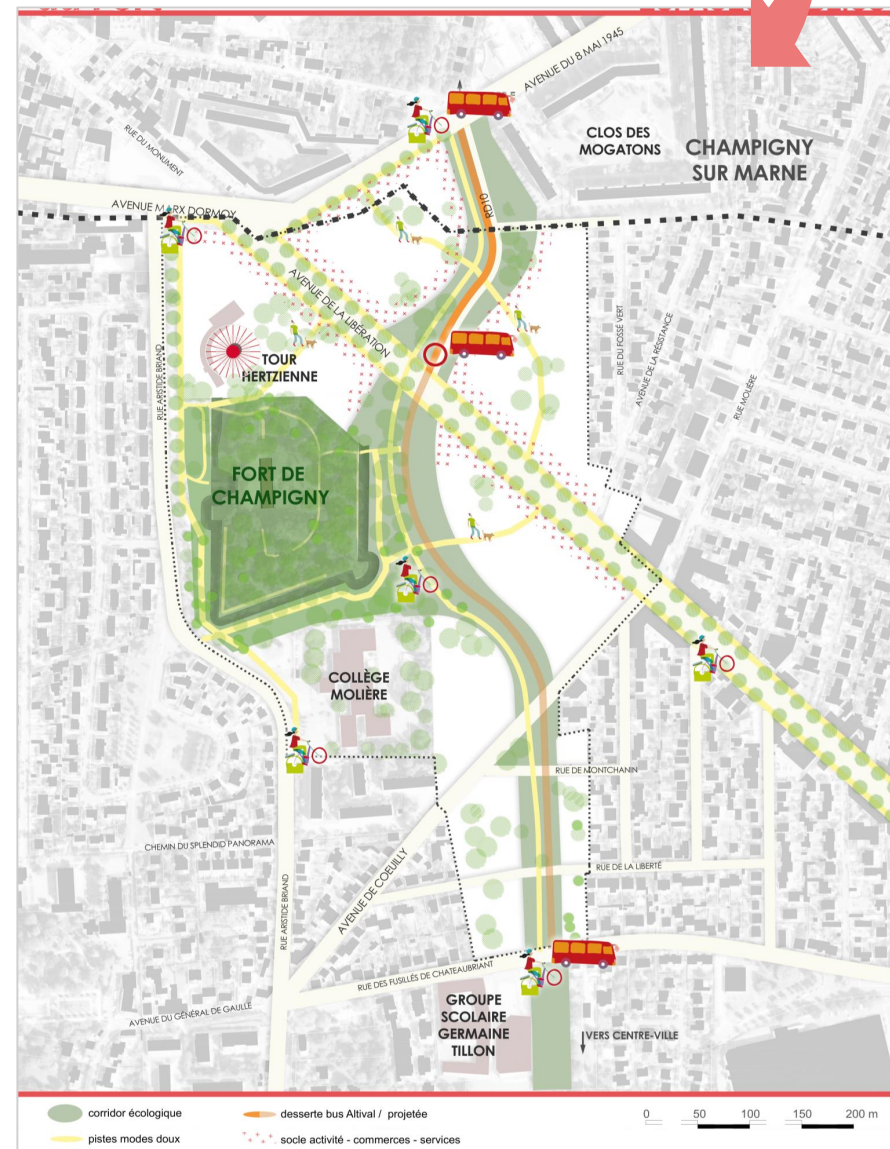 AVENUE DU 8 MAI 1945
CLOS DES
MOGATONS
CHAMPIGNY
SUR MARNE
RUE DU MONUMENT
AVENUE MARX DORMOY
RD10
AVENUE DE LA LIBÉRATION
RUE DU FOSSÉ VERT
AVENUE DE LA RÉSISTANCE
RUE MOLIÈRE
TOUR
HERTZIENNE
RUE ARISTIDE BRIAND
FORT DE
CHAMPIGNY
COLLÈGE
MOLIÈRE
RUE DE MONTCHANIN
CHEMIN DU SPLENDID PANORAMA
AVENUE DE COEUILLY
RUE DE LA LIBERTÉ
RUE ARISTIDE BRIAND
RUE DES FUSILLÉS DE CHATEAUBRIANT
AVENUE DU GÉNÉRAL DE GAULLE
GROUPE
SCOLAIRE
GERMAINE
TILLON
VERS CENTRE-VILLE
corridor écologique
desserte bus Altival / projetée
0 50 100 150 200 m
pistes modes doux
socle activité - commerces - services